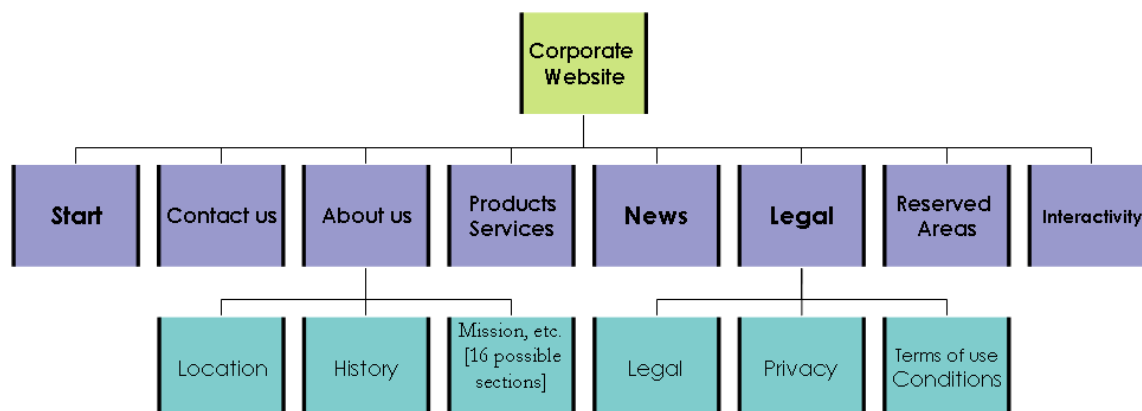 Corporate
Website
Start
Contact us
About us
Products
Services
News
Legal
Reserved
Areas
Interactivity
Location
History
Mission, etc.
[16 possible
sections]
Legal
Privacy
Terms of use
Conditions